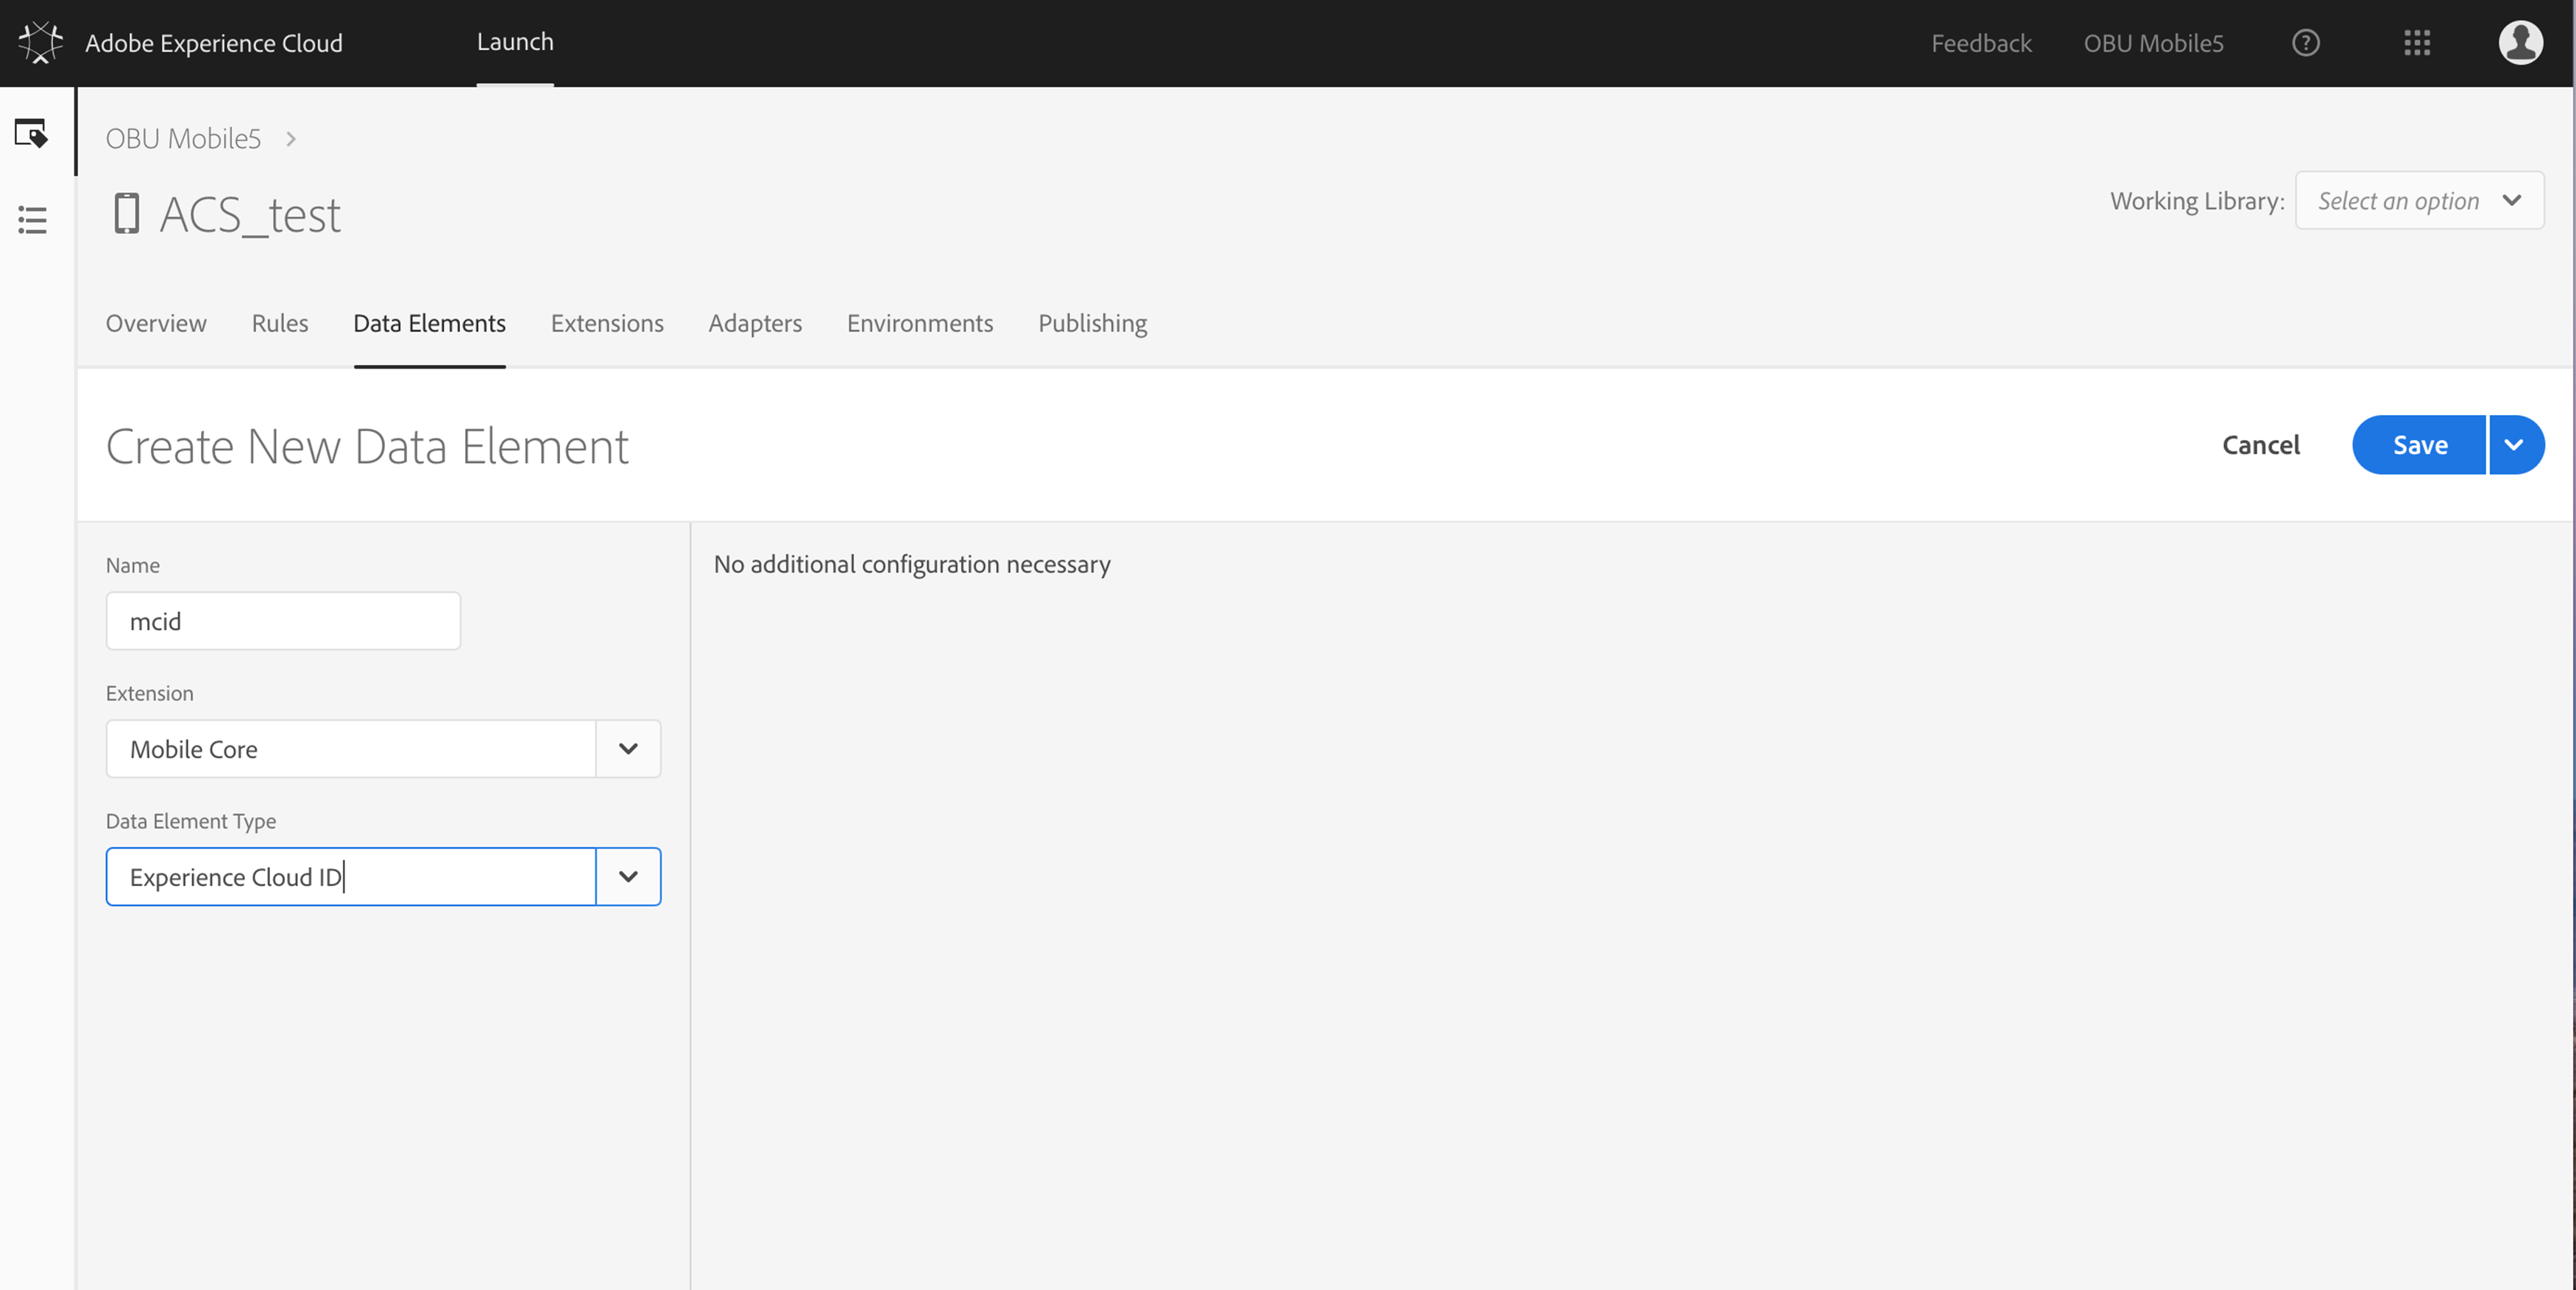 Adobe Experience Cloud
Launch
Feedback
OBU Mobile5
OBU Mobile5
ACS_test
Working Library:
Select an option
Overview
Rules
Data Elements
Extensions
Adapters
Environments
Publishing
Create New Data Element
Cancel
Save
Name
mcid
Extension
Mobile Core
Data Element Type
Experience Cloud ID
No additional configuration necessary